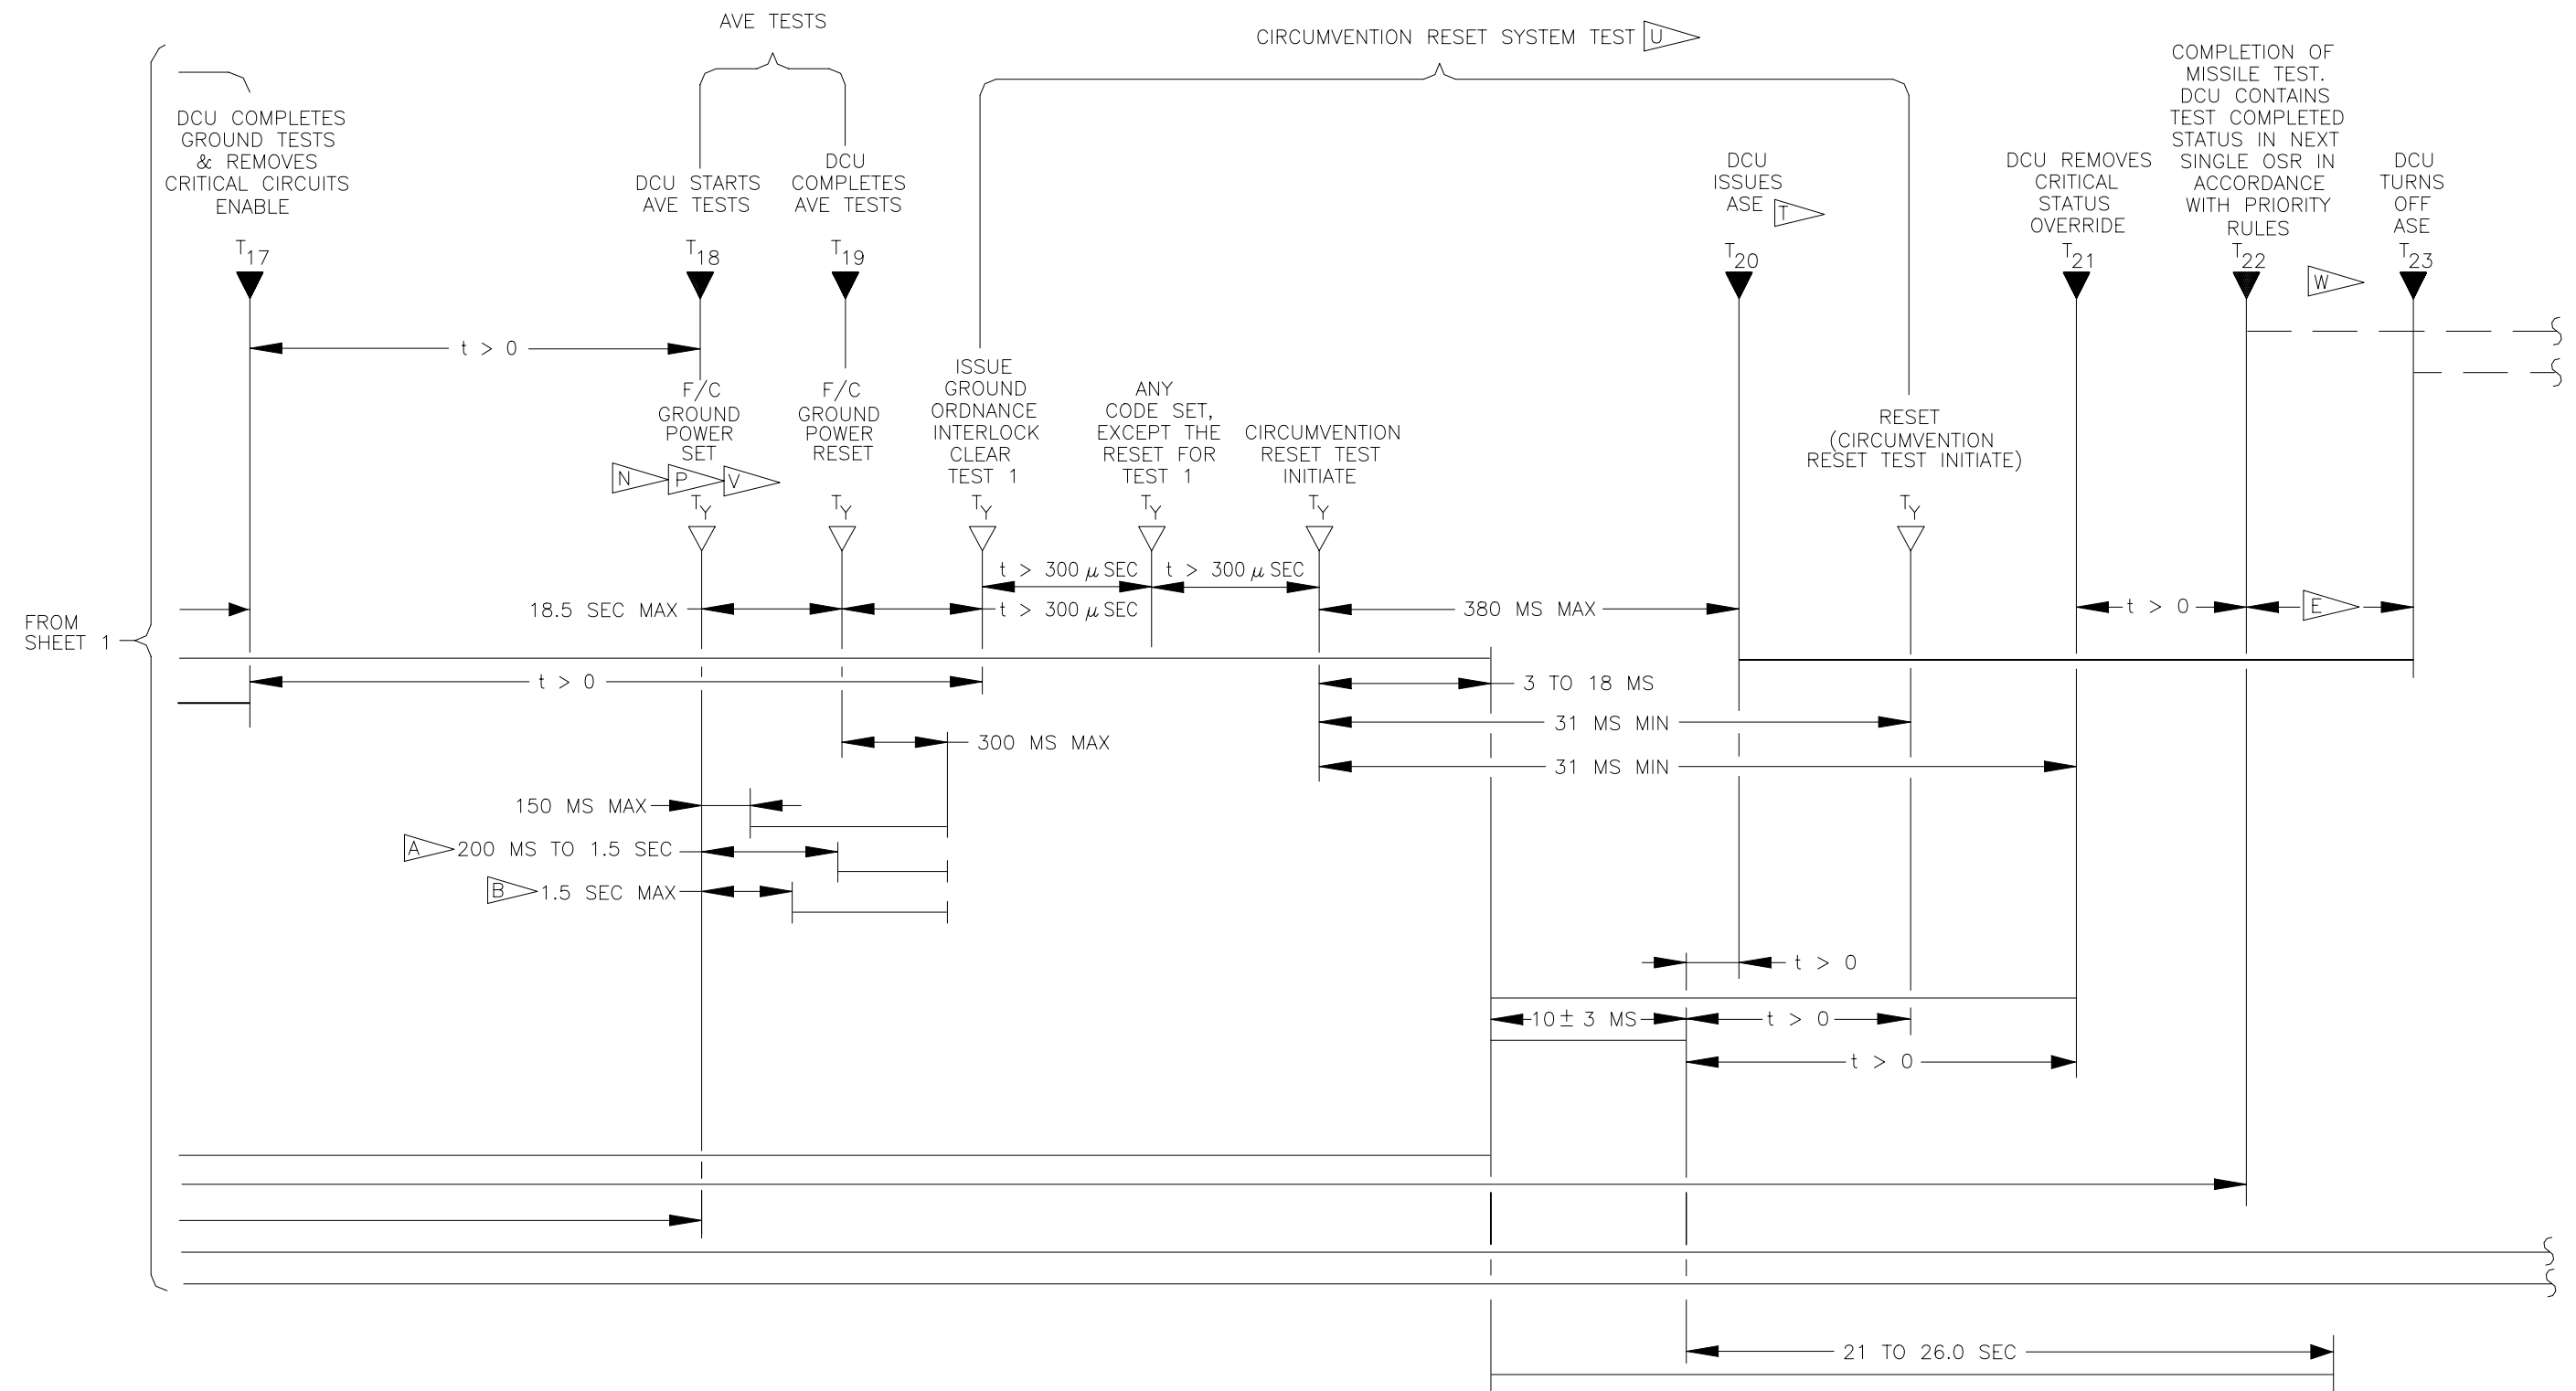 AVE TESTS
CIRCUMVENTION RESET SYSTEM TEST U
DCU COMPLETES
GROUND TESTS
& REMOVES
CRITICAL CIRCUITS
ENABLE
T17
DCU STARTS
AVE TESTS
T18
DCU
COMPLETES
AVE TESTS
T19
DCU
ISSUES
ASE T
T20
DCU REMOVES
CRITICAL
STATUS
OVERRIDE
T21
COMPLETION OF
MISSILE TEST.
DCU CONTAINS
TEST COMPLETED
STATUS IN NEXT
SINGLE OSR IN
ACCORDANCE
WITH PRIORITY
RULES
T22
W
DCU
TURNS
OFF
ASE
T23
t > 0
F/C
GROUND
POWER
SET
N P V
TY
F/C
GROUND
POWER
RESET
TY
ISSUE
GROUND
ORDNANCE
INTERLOCK
CLEAR
TEST 1
TY
ANY
CODE SET,
EXCEPT THE
RESET FOR
TEST 1
TY
CIRCUMVENTION
RESET TEST
INITIATE
TY
RESET
(CIRCUMVENTION
RESET TEST INITIATE)
TY
t > 300 μ SEC
t > 300 μ SEC
18.5 SEC MAX
t > 300 μ SEC
380 MS MAX
t > 0
E
FROM
SHEET 1
t > 0
3 TO 18 MS
31 MS MIN
300 MS MAX
31 MS MIN
150 MS MAX
A 200 MS TO 1.5 SEC
B 1.5 SEC MAX
t > 0
10 ± 3 MS
t > 0
t > 0
21 TO 26.0 SEC